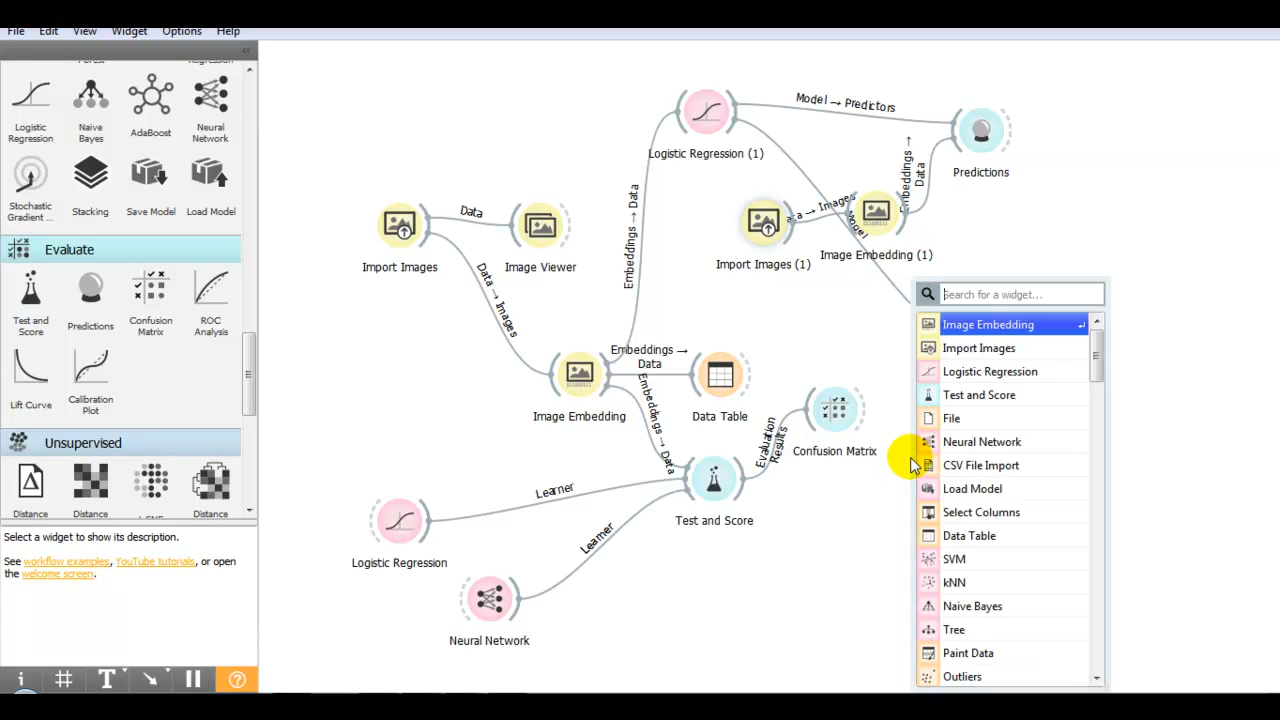 File Edit View Widget Options Help
Forest Regression
Logistic Regression
Naive Bayes
AdaBoost
Neural Network
Stochastic Gradient ...
Stacking
Save Model
Load Model
Evaluate
Test and Score
Predictions
Confusion Matrix
ROC Analysis
Lift Curve
Calibration Plot
Unsupervised
Distance
Distance
t-SNE
Distance
Select a widget to show its description.
See workflow examples, YouTube tutorials, or open
the welcome screen.
Logistic Regression (1)
Model → Predictors
Predictions
Embeddings →
Data
Embeddings → Data
Import Images
Data
Image Viewer
Data → Images
Import Images (1)
ata → Images
Model
Image Embedding (1)
Image Embedding
Embeddings →
Data
Data Table
Embeddings → Data
Evaluation
Results
Confusion Matrix
Test and Score
Logistic Regression
Learner
Neural Network
Learner
Search for a widget...
Image Embedding
Import Images
Logistic Regression
Test and Score
File
Neural Network
CSV File Import
Load Model
Select Columns
Data Table
SVM
kNN
Naive Bayes
Tree
Paint Data
Outliers